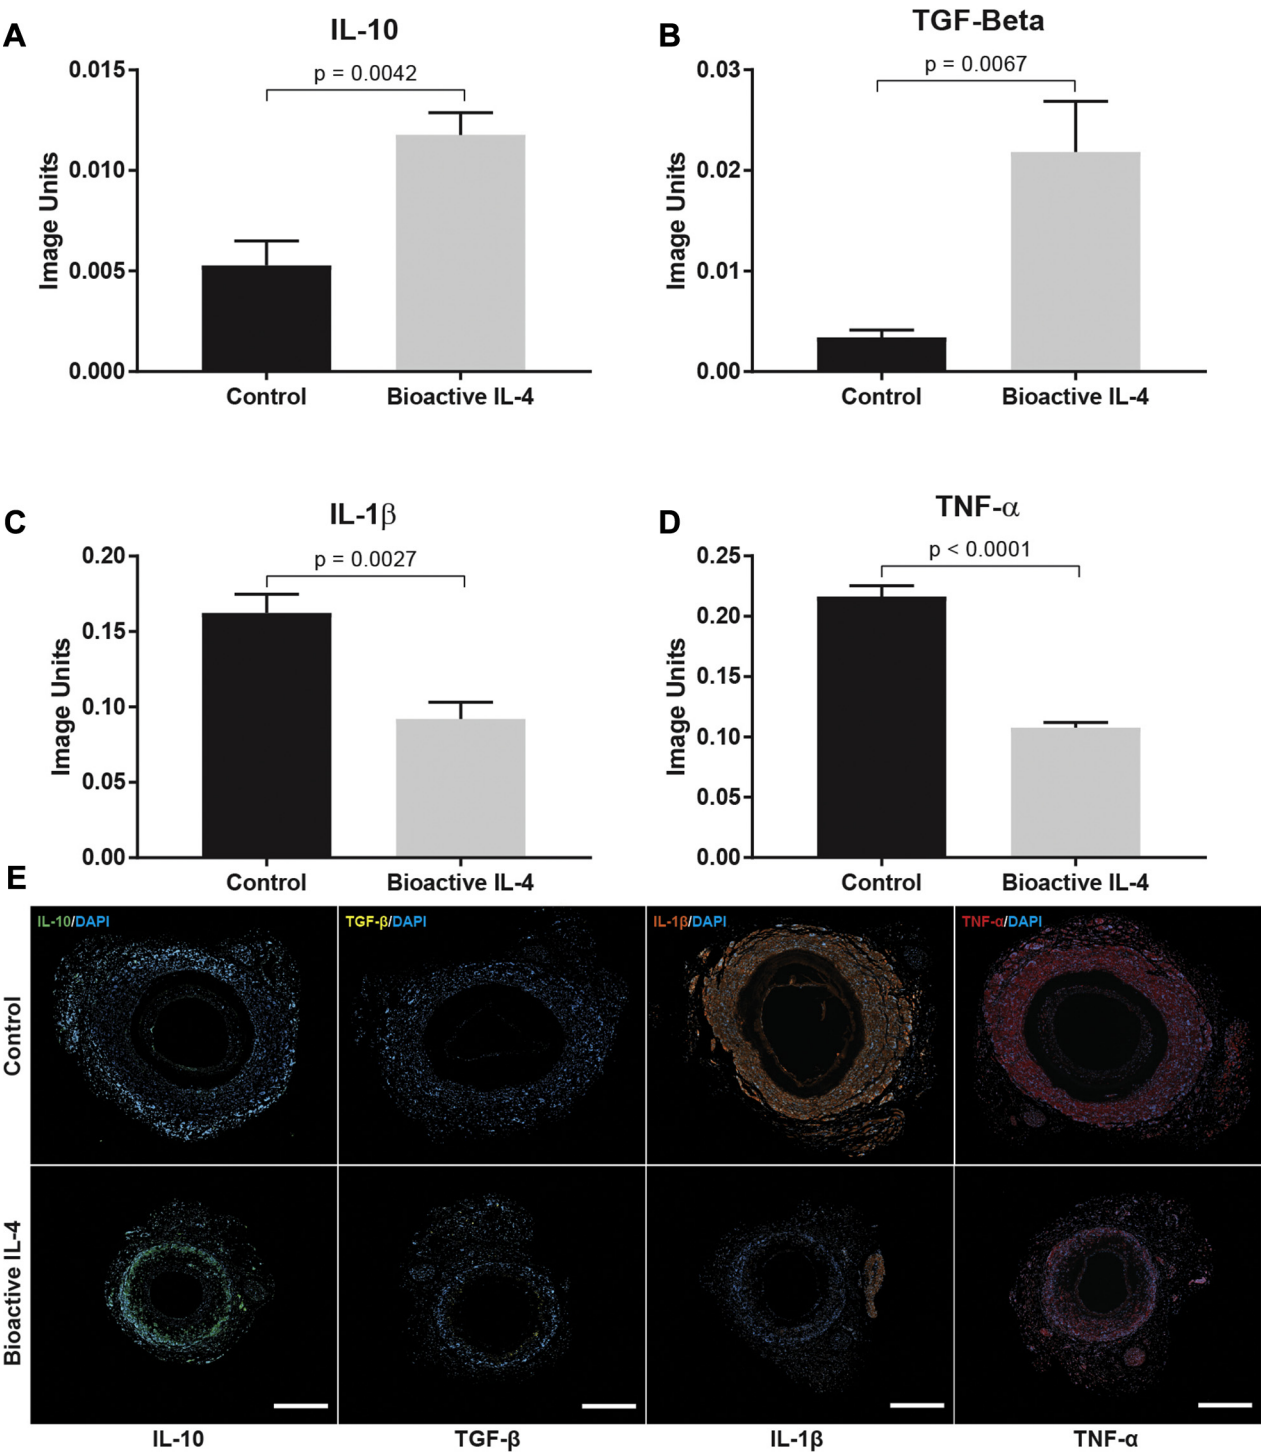 A
IL-10
p = 0.0042
Image Units
0.015
0.010
0.005
0.000
Control
Bioactive IL-4
B
TGF-Beta
p = 0.0067
Image Units
0.03
0.02
0.01
0.00
Control
Bioactive IL-4
C
IL-1β
p = 0.0027
Image Units
0.20
0.15
0.10
0.05
0.00
Control
Bioactive IL-4
D
TNF-α
p < 0.0001
Image Units
0.25
0.20
0.15
0.10
0.05
0.00
Control
Bioactive IL-4
E
IL-10/DAPI
TGF-β/DAPI
IL-1β/DAPI
TNF-α/DAPI
Control
Bioactive IL-4
IL-10
TGF-β
IL-1β
TNF-α